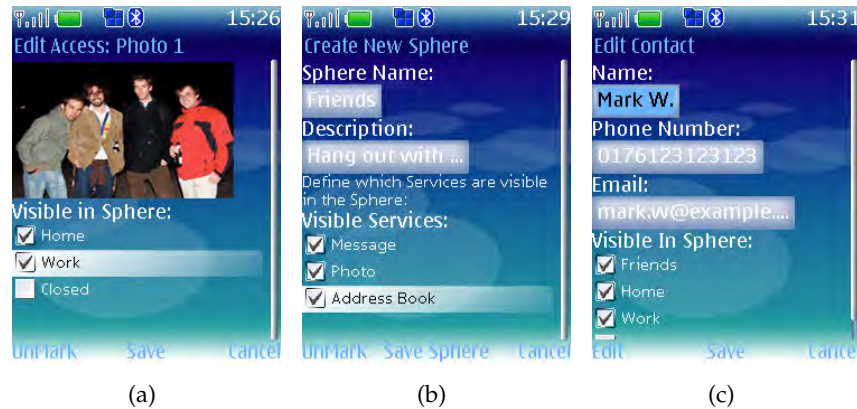 15:26
Edit Access: Photo 1
Visible in Sphere:
Home
Work
Closed
UnMark Save Cancel
(a)
15:29
Create New Sphere
Sphere Name:
Friends
Description:
Hang out with ...
Define which Services are visible
in the Sphere:
Visible Services:
Message
Photo
Address Book
UnMark Save Sphere Cancel
(b)
15:31
Edit Contact
Name:
Mark W.
Phone Number:
0176123123123
Email:
mark.w@example....
Visible In Sphere:
Friends
Home
Work
Edit Save Cancel
(c)